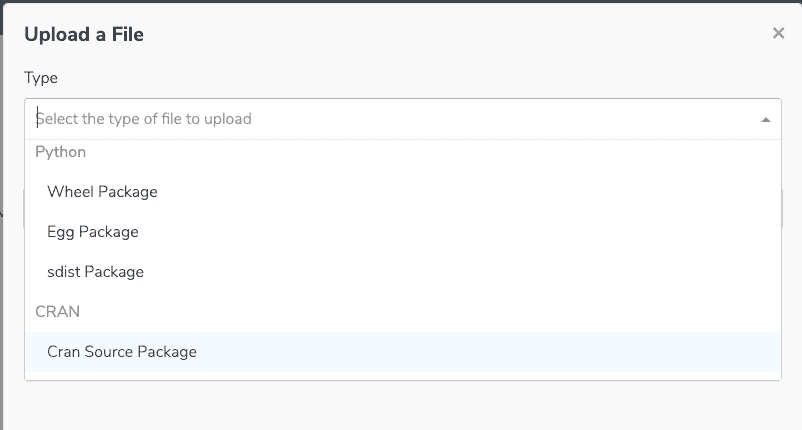 Upload a File
×
Type
Select the type of file to upload
Python
Wheel Package
Egg Package
sdist Package
CRAN
Cran Source Package